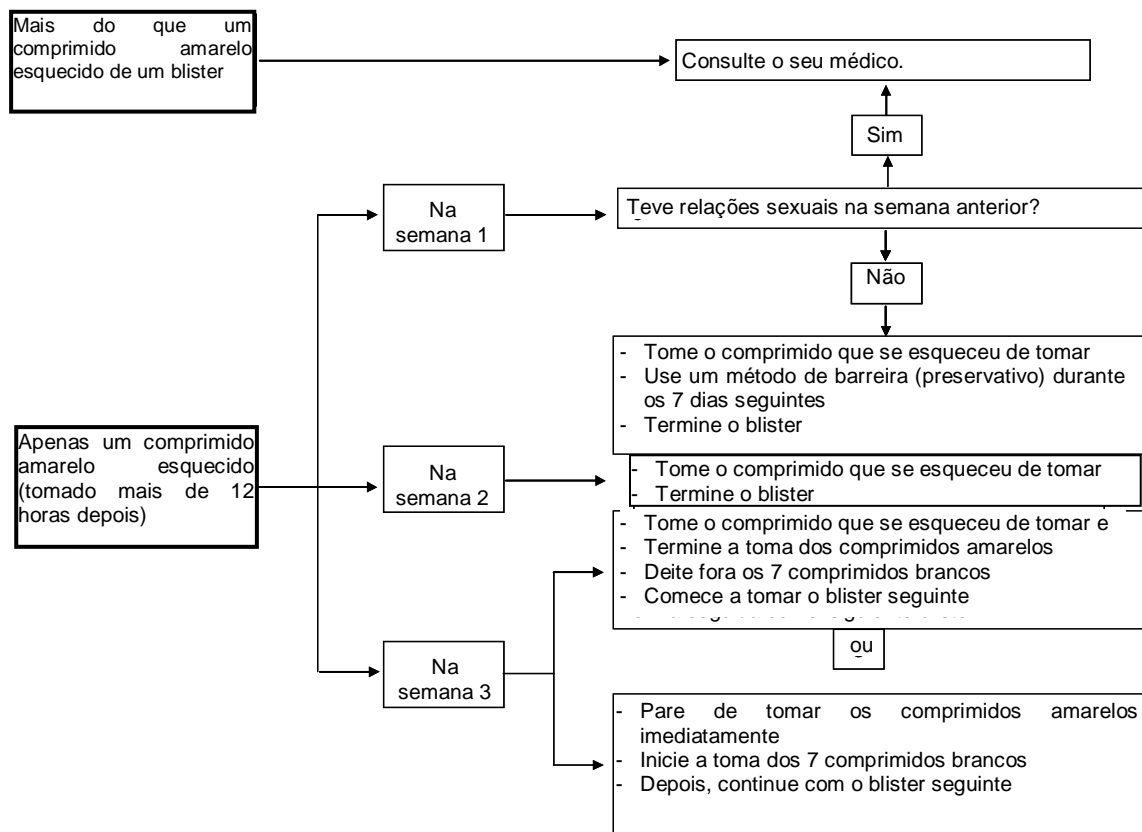 Mais do que um
comprimido amarelo
esquecido de um blister
Consulte o seu médico.
Sim
Na
semana 1
Teve relações sexuais na semana anterior?
Não
- Tome o comprimido que se esqueceu de tomar
- Use um método de barreira (preservativo) durante
os 7 dias seguintes
- Termine o blister
Apenas um comprimido
amarelo esquecido
(tomado mais de 12
horas depois)
Na
semana 2
- Tome o comprimido que se esqueceu de tomar
- Termine o blister
- Tome o comprimido que se esqueceu de tomar e
- Termine a toma dos comprimidos amarelos
- Deite fora os 7 comprimidos brancos
- Comece a tomar o blister seguinte
ou
Na
semana 3
- Pare de tomar os comprimidos amarelos
imediatamente
- Inicie a toma dos 7 comprimidos brancos
- Depois, continue com o blister seguinte